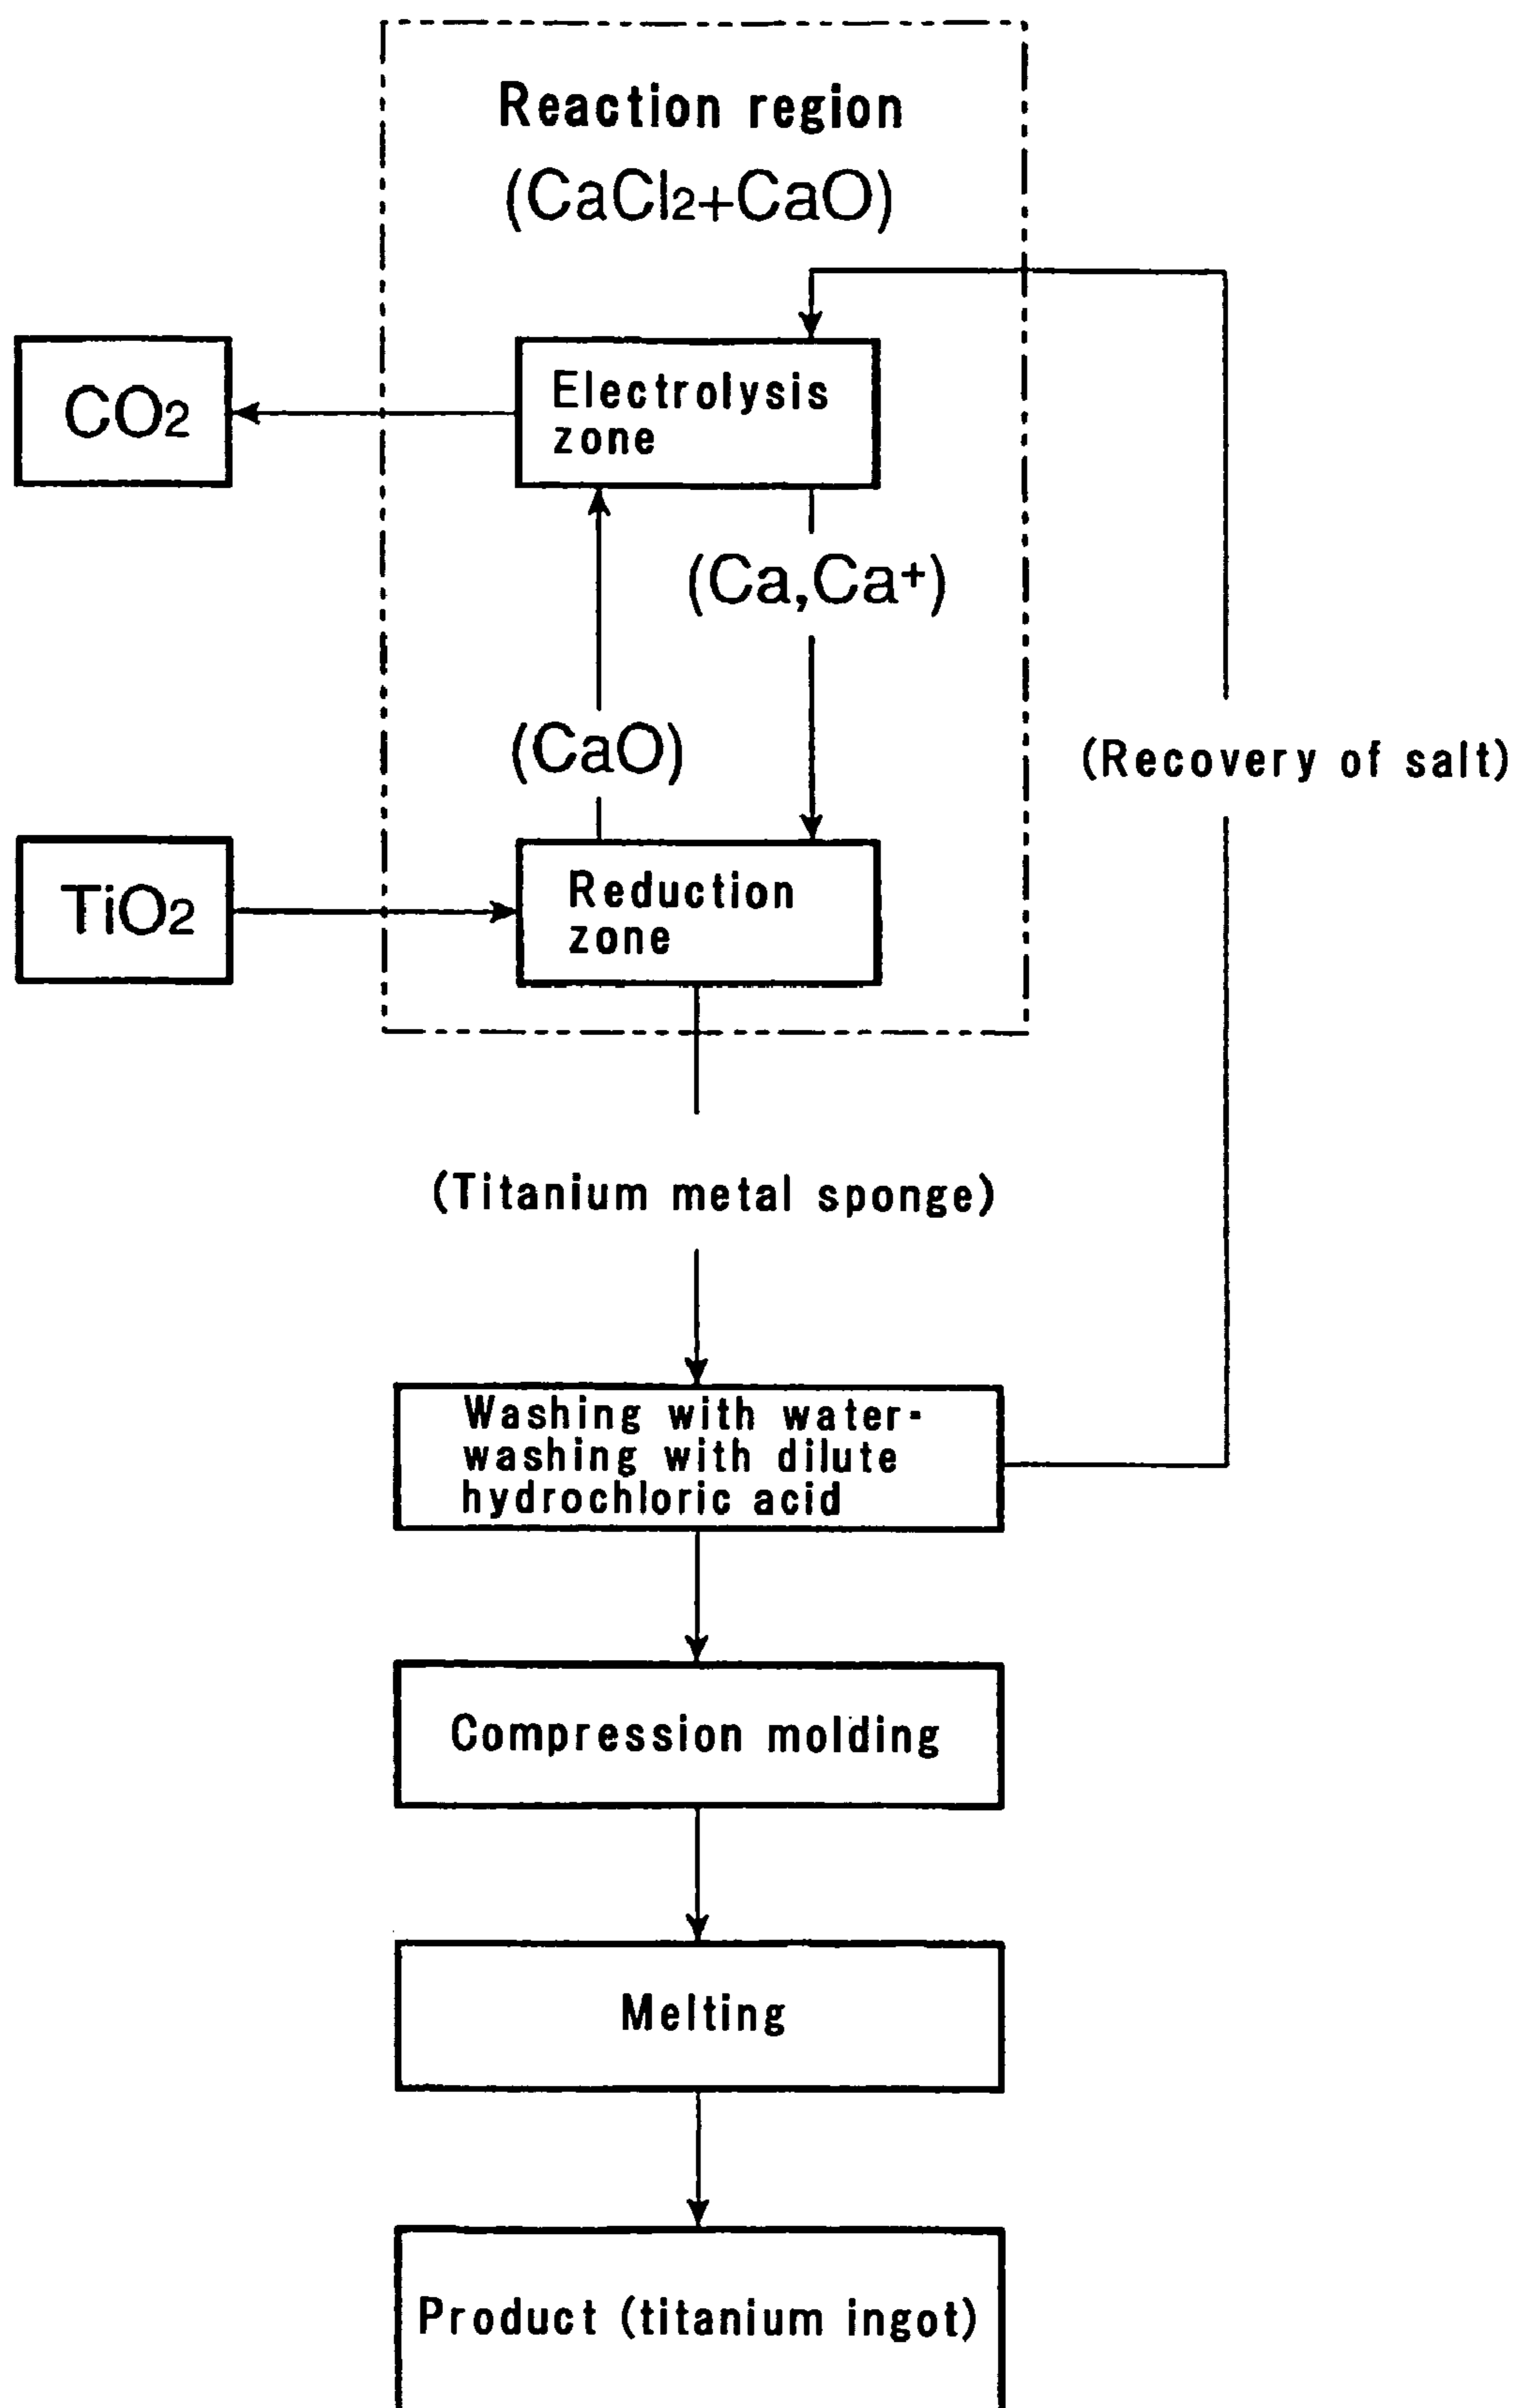 Reaction region
(CaCl2+CaO)
CO2
Electrolysis
zone
(Ca,Ca+)
(CaO)
(Recovery of salt)
TiO2
Reduction
zone
(Titanium metal sponge)
Washing with water-
washing with dilute
hydrochloric acid
Compression molding
Melting
Product (titanium ingot)